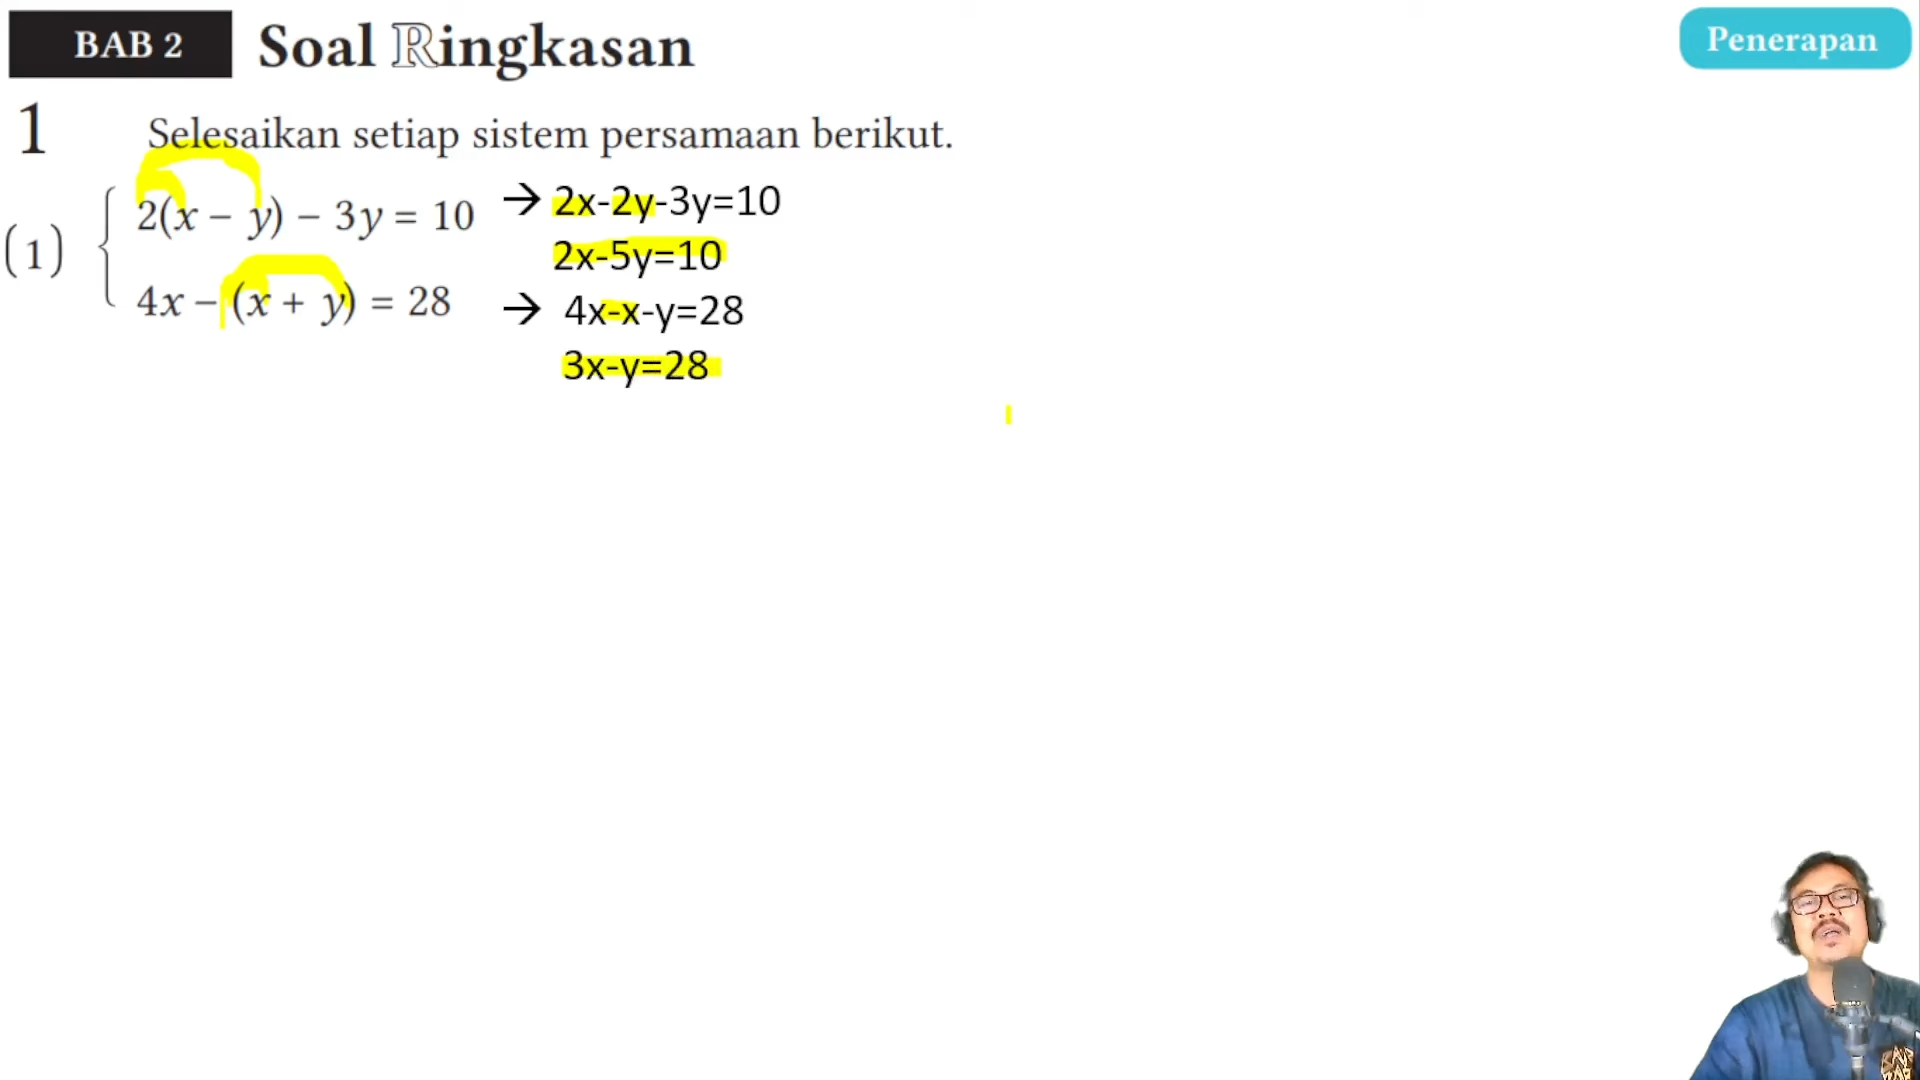 BAB 2 Soal Ringkasan
Penerapan
1 Selesaikan setiap sistem persamaan berikut.
(1) { 2(x − y) − 3y = 10
4x − (x + y) = 28
→ 2x-2y-3y=10
2x-5y=10
→ 4x-x-y=28
3x-y=28